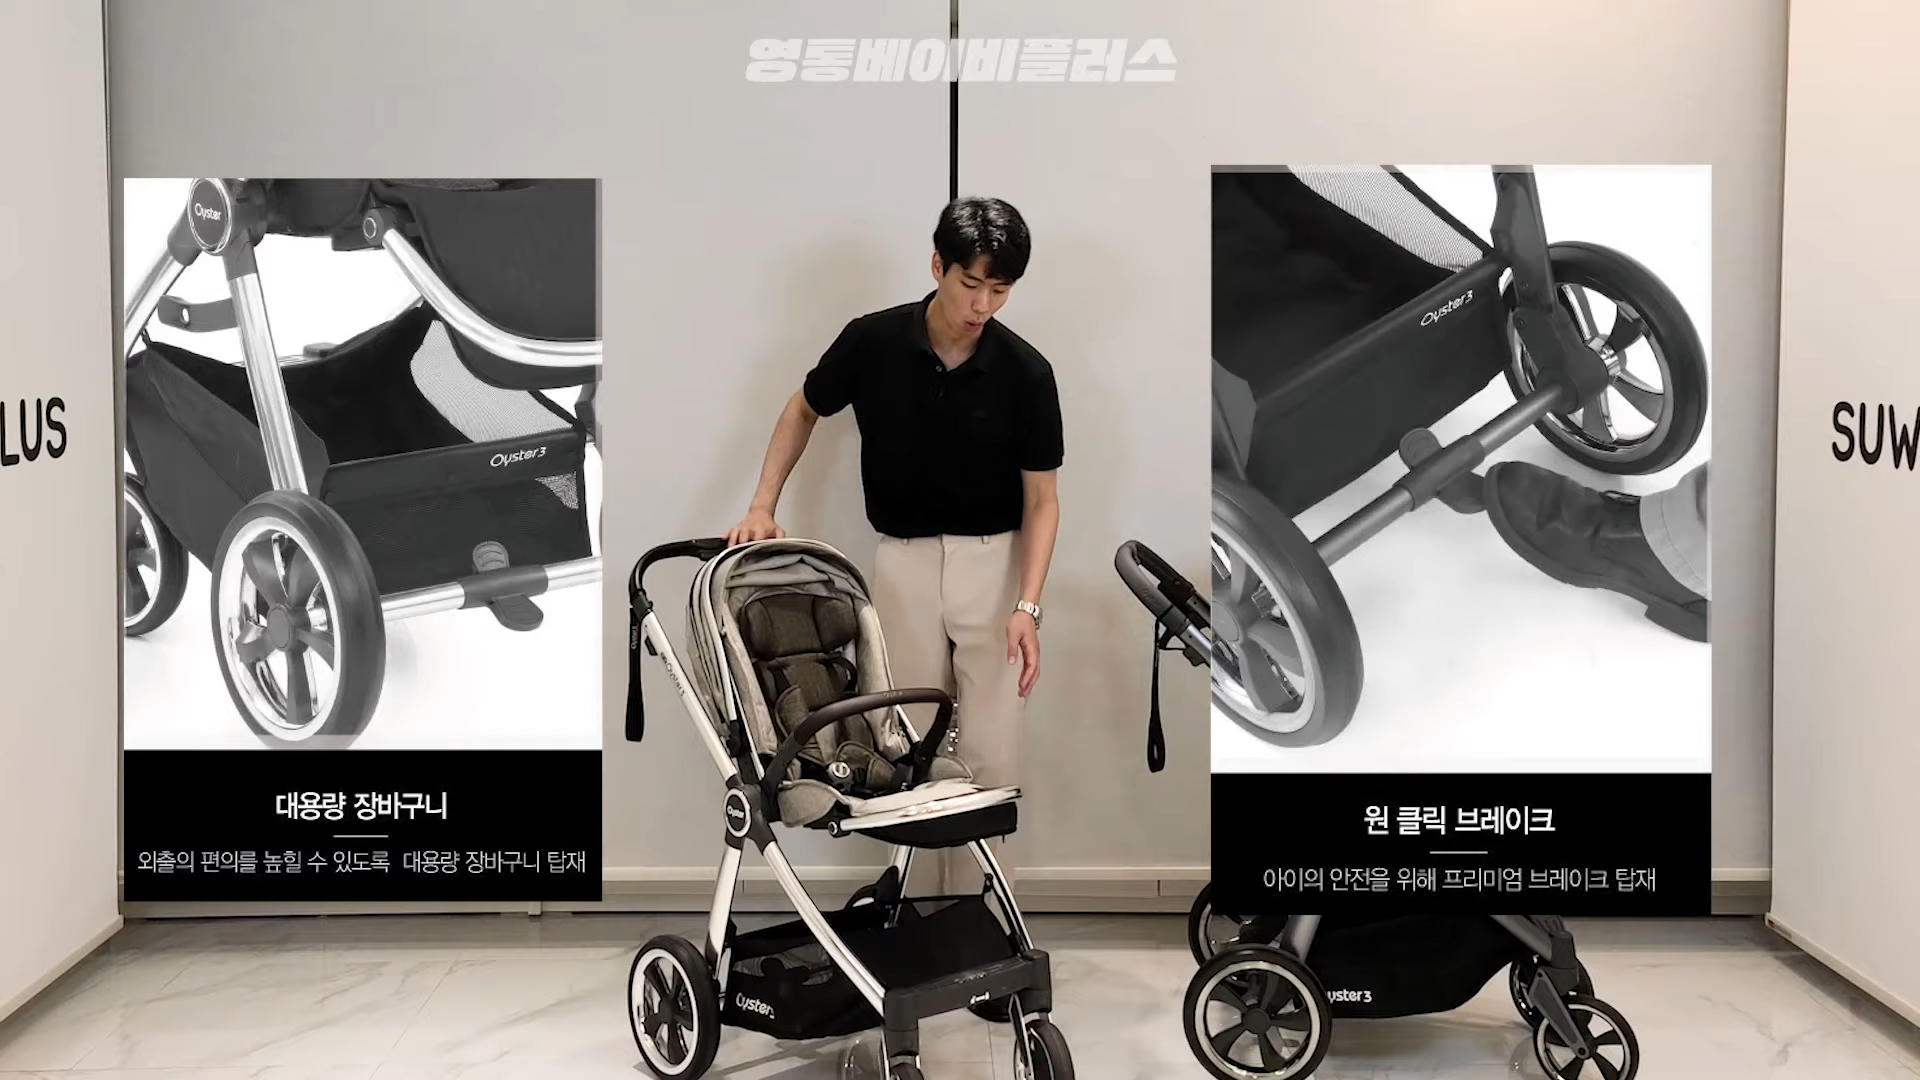 영통베이비플러스
LUS
SUW
Oyster
Oyster3
Oyster3
대용량 장바구니
외출의 편의를 높힐 수 있도록 대용량 장바구니 탑재
원 클릭 브레이크
아이의 안전을 위해 프리미엄 브레이크 탑재
Oyster3
Oyster
Oyster
yster3